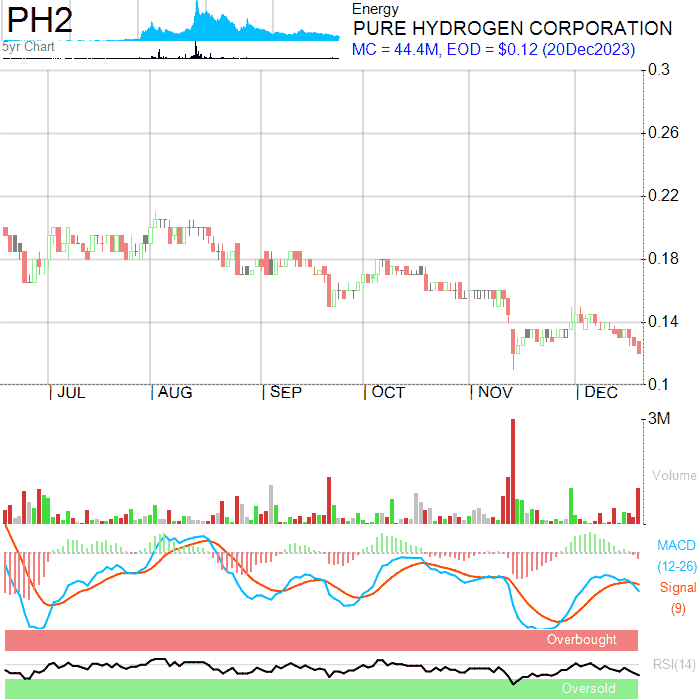 PH2
5yr Chart
Energy
PURE HYDROGEN CORPORATION
MC = 44.4M, EOD = $0.12 (20Dec2023)
0.3
0.26
0.22
0.18
0.14
0.1
JUL AUG SEP OCT NOV DEC
3M
Volume
MACD
(12-26)
Signal
(9)
Overbought
RSI(14)
Oversold